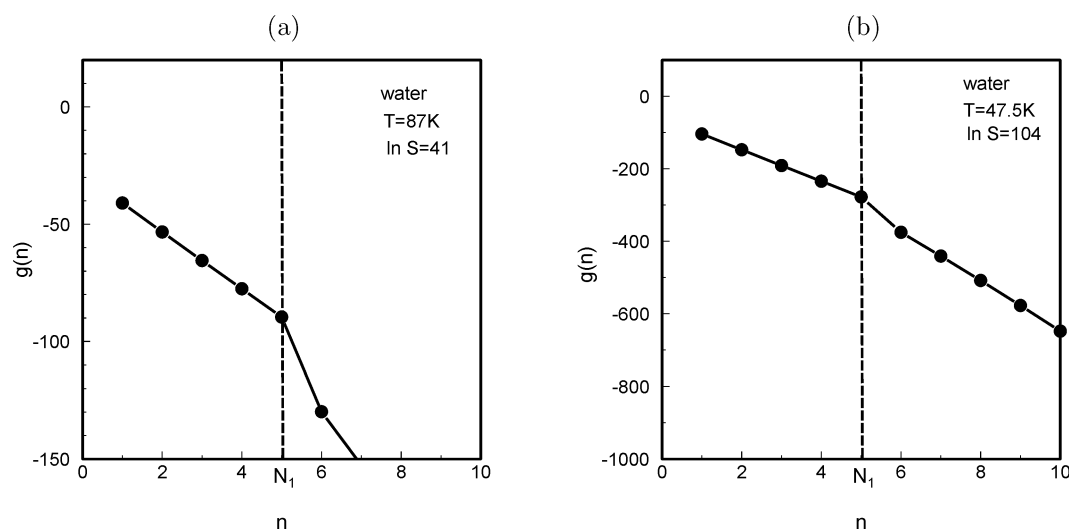 (a)
water
T=87K
ln S=41
g(n)
0
-50
-100
-150
0 2 4 N₁ 6 8 10
n
(b)
water
T=47.5K
ln S=104
g(n)
0
-200
-400
-600
-800
-1000
0 2 4 N₁ 6 8 10
n